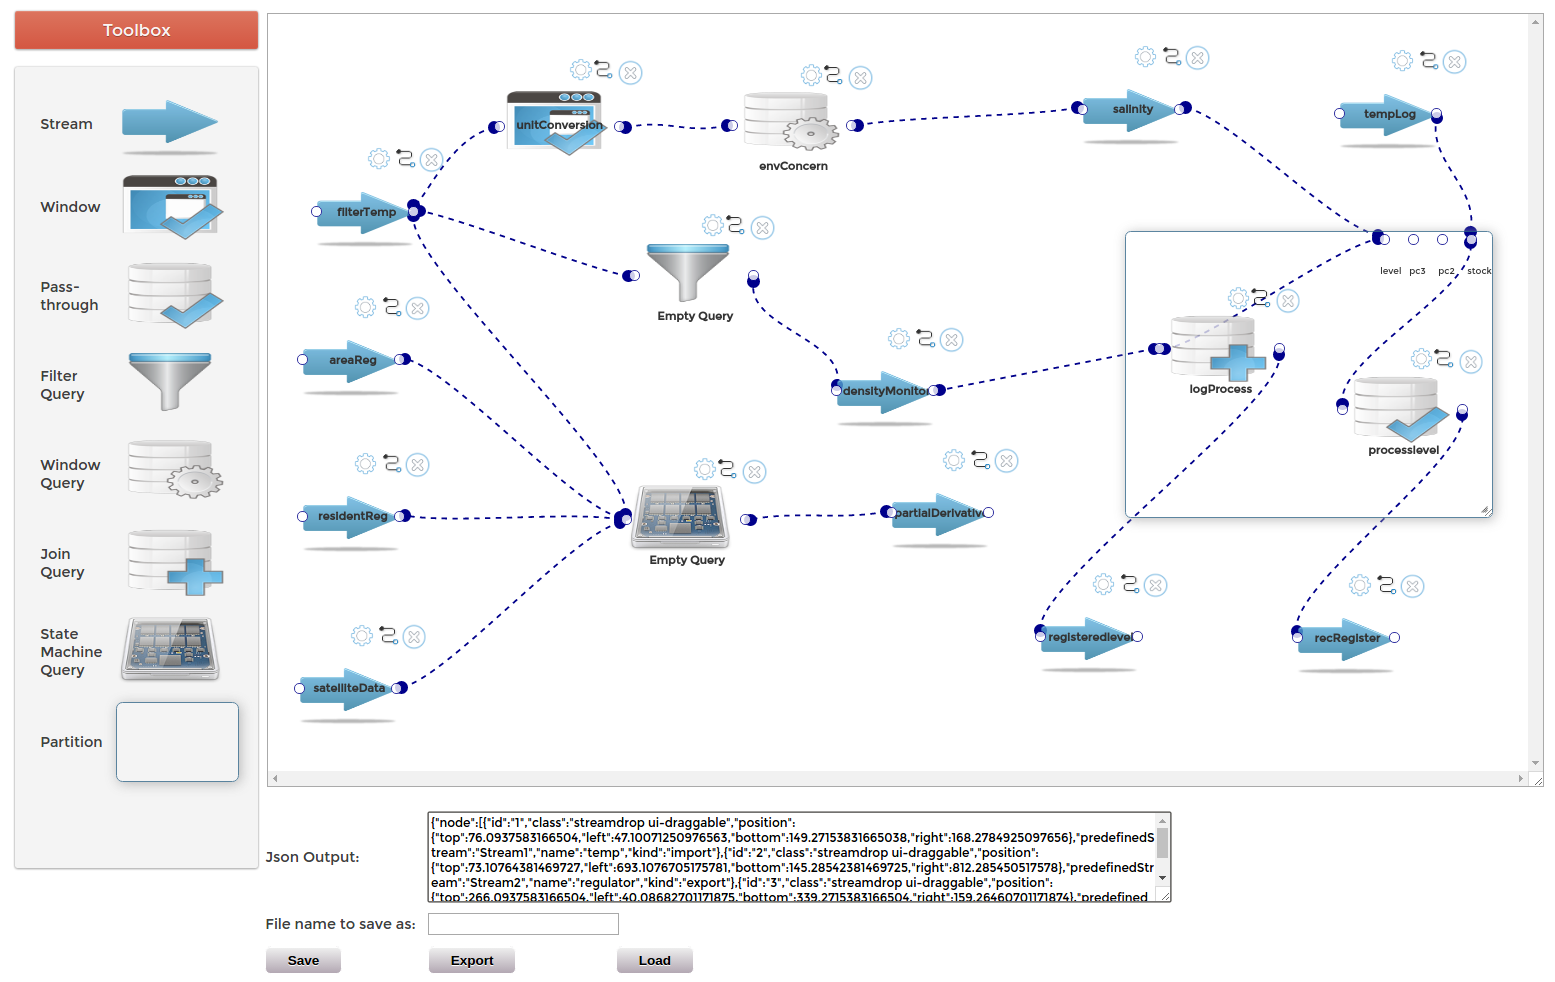 Toolbox
Stream
Window
Pass-
through
Filter
Query
Window
Query
Join
Query
State
Machine
Query
Partition
unitConversion
envConcern
salinity
tempLog
filterTemp
level pc3 pc2 stock
Empty Query
areaReg
densityMonitor
logProcess
processlevel
residentReg
partialDerivative
Empty Query
registeredlevel
recRegister
satelliteData
Json Output:
{"node":[{"id":"1","class":"streamdrop ui-draggable","position":
{"top":76.0937583166504,"left":47.10071250976563,"bottom":149.27153831665038,"right":168.2784925097656},"predefinedS
tream":"Stream1","name":"temp","kind":"import"},{"id":"2","class":"streamdrop ui-draggable","position":
{"top":73.10764381469727,"left":693.1076705175781,"bottom":145.28542381469725,"right":812.285450517578},"predefinedStr
eam":"Stream2","name":"regulator","kind":"export"},{"id":"3","class":"streamdrop ui-draggable","position":
{"top":266.0937583166504,"left":40.08682701171875,"bottom":339.2715383166504,"right":159.26460701171874},"predefined
File name to save as:
Save Export Load